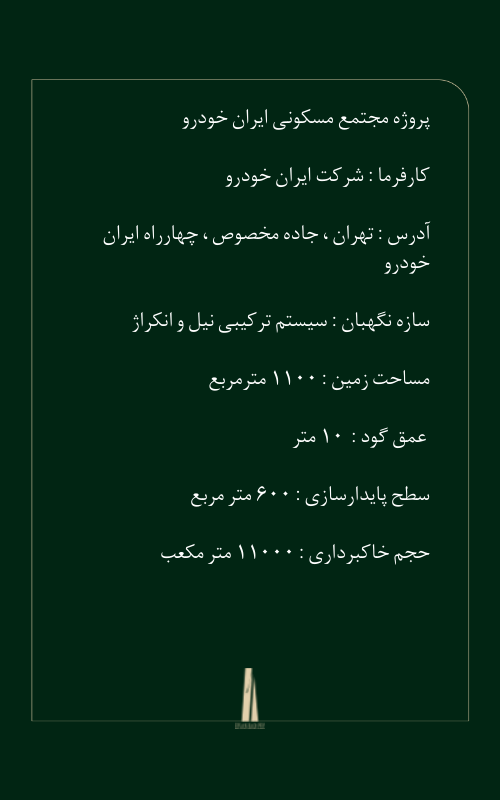 پروژه مجتمع مسکونی ایران خودرو
کارفرما : شرکت ایران خودرو
آدرس : تهران ، جاده مخصوص ، چهارراه ایران
خودرو
سازه نگهبان : سیستم ترکیبی نیل و انکراژ
مساحت زمین : ۱۱۰۰ مترمربع
عمق گود : ۱۰ متر
سطح پایدارسازی : ۶۰۰ متر مربع
حجم خاکبرداری : ۱۱۰۰۰ متر مکعب